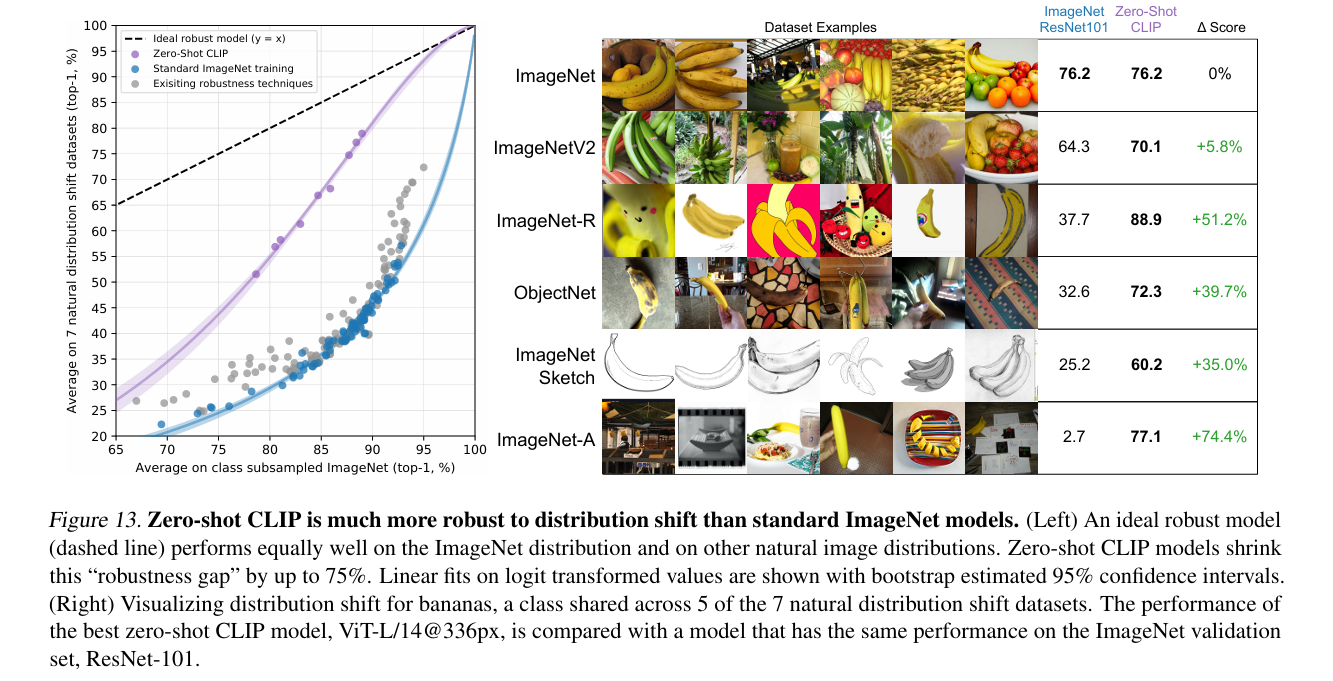 Average on 7 natural distribution shift datasets (top-1, %)
100
95
90
85
80
75
70
65
60
55
50
45
40
35
30
25
20
Ideal robust model (y = x)
Zero-Shot CLIP
Standard ImageNet training
Exisiting robustness techniques
65 70 75 80 85 90 95 100
Average on class subsampled ImageNet (top-1, %)
Dataset Examples
ImageNet
ResNet101
Zero-Shot
CLIP
Δ Score
ImageNet 76.2 76.2 0%
ImageNetV2 64.3 70.1 +5.8%
ImageNet-R 37.7 88.9 +51.2%
ObjectNet 32.6 72.3 +39.7%
ImageNet
Sketch 25.2 60.2 +35.0%
ImageNet-A 2.7 77.1 +74.4%
Figure 13. Zero-shot CLIP is much more robust to distribution shift than standard ImageNet models. (Left) An ideal robust model
(dashed line) performs equally well on the ImageNet distribution and on other natural image distributions. Zero-shot CLIP models shrink
this “robustness gap” by up to 75%. Linear fits on logit transformed values are shown with bootstrap estimated 95% confidence intervals.
(Right) Visualizing distribution shift for bananas, a class shared across 5 of the 7 natural distribution shift datasets. The performance of
the best zero-shot CLIP model, ViT-L/14@336px, is compared with a model that has the same performance on the ImageNet validation
set, ResNet-101.